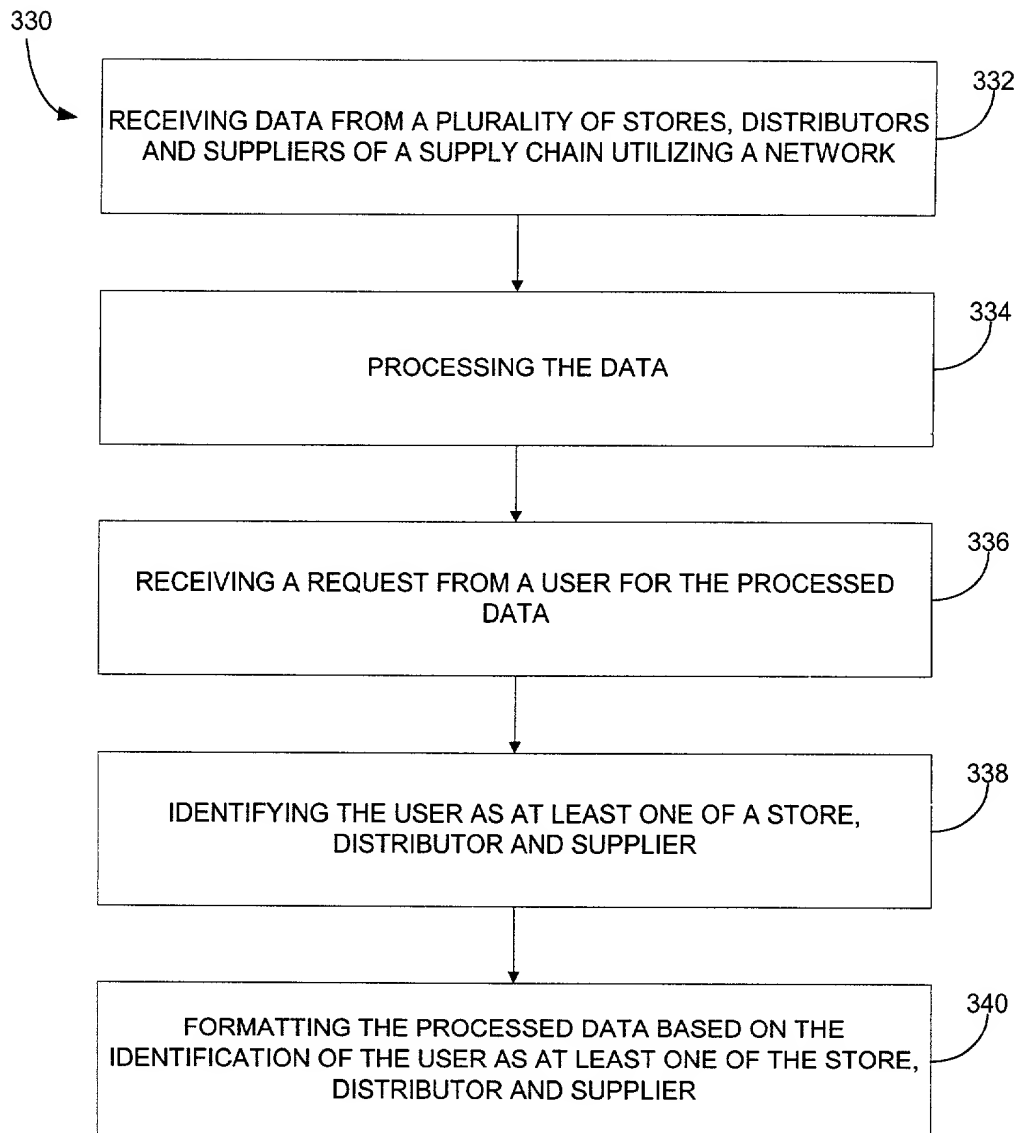 330
332
RECEIVING DATA FROM A PLURALITY OF STORES, DISTRIBUTORS
AND SUPPLIERS OF A SUPPLY CHAIN UTILIZING A NETWORK
334
PROCESSING THE DATA
336
RECEIVING A REQUEST FROM A USER FOR THE PROCESSED
DATA
338
IDENTIFYING THE USER AS AT LEAST ONE OF A STORE,
DISTRIBUTOR AND SUPPLIER
340
FORMATTING THE PROCESSED DATA BASED ON THE
IDENTIFICATION OF THE USER AS AT LEAST ONE OF THE STORE,
DISTRIBUTOR AND SUPPLIER